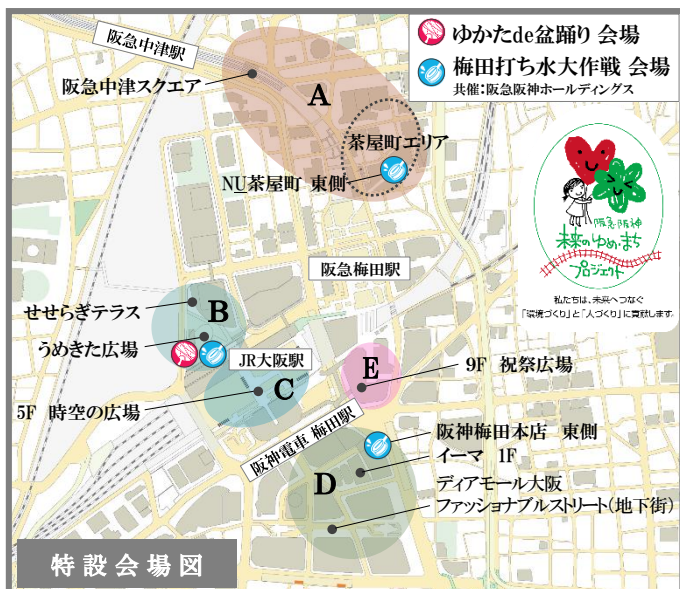 ゆかたde盆踊り 会場
梅田打ち水大作戦 会場
共催:阪急阪神ホールディングス
阪急中津駅
阪急中津スクエア
A
茶屋町エリア
NU茶屋町 東側
阪急・阪神
未来のゆめ・まち
プロジェクト
私たちは、未来へつなぐ
「環境づくり」と「人づくり」に貢献します。
阪急梅田駅
せせらぎテラス
B
うめきた広場
JR大阪駅
E
9F 祝祭広場
C
5F 時空の広場
阪神電車 梅田駅
阪神梅田本店 東側
イーマ 1F
D
ディアモール大阪
ファッショナブルストリート(地下街)
特設会場図